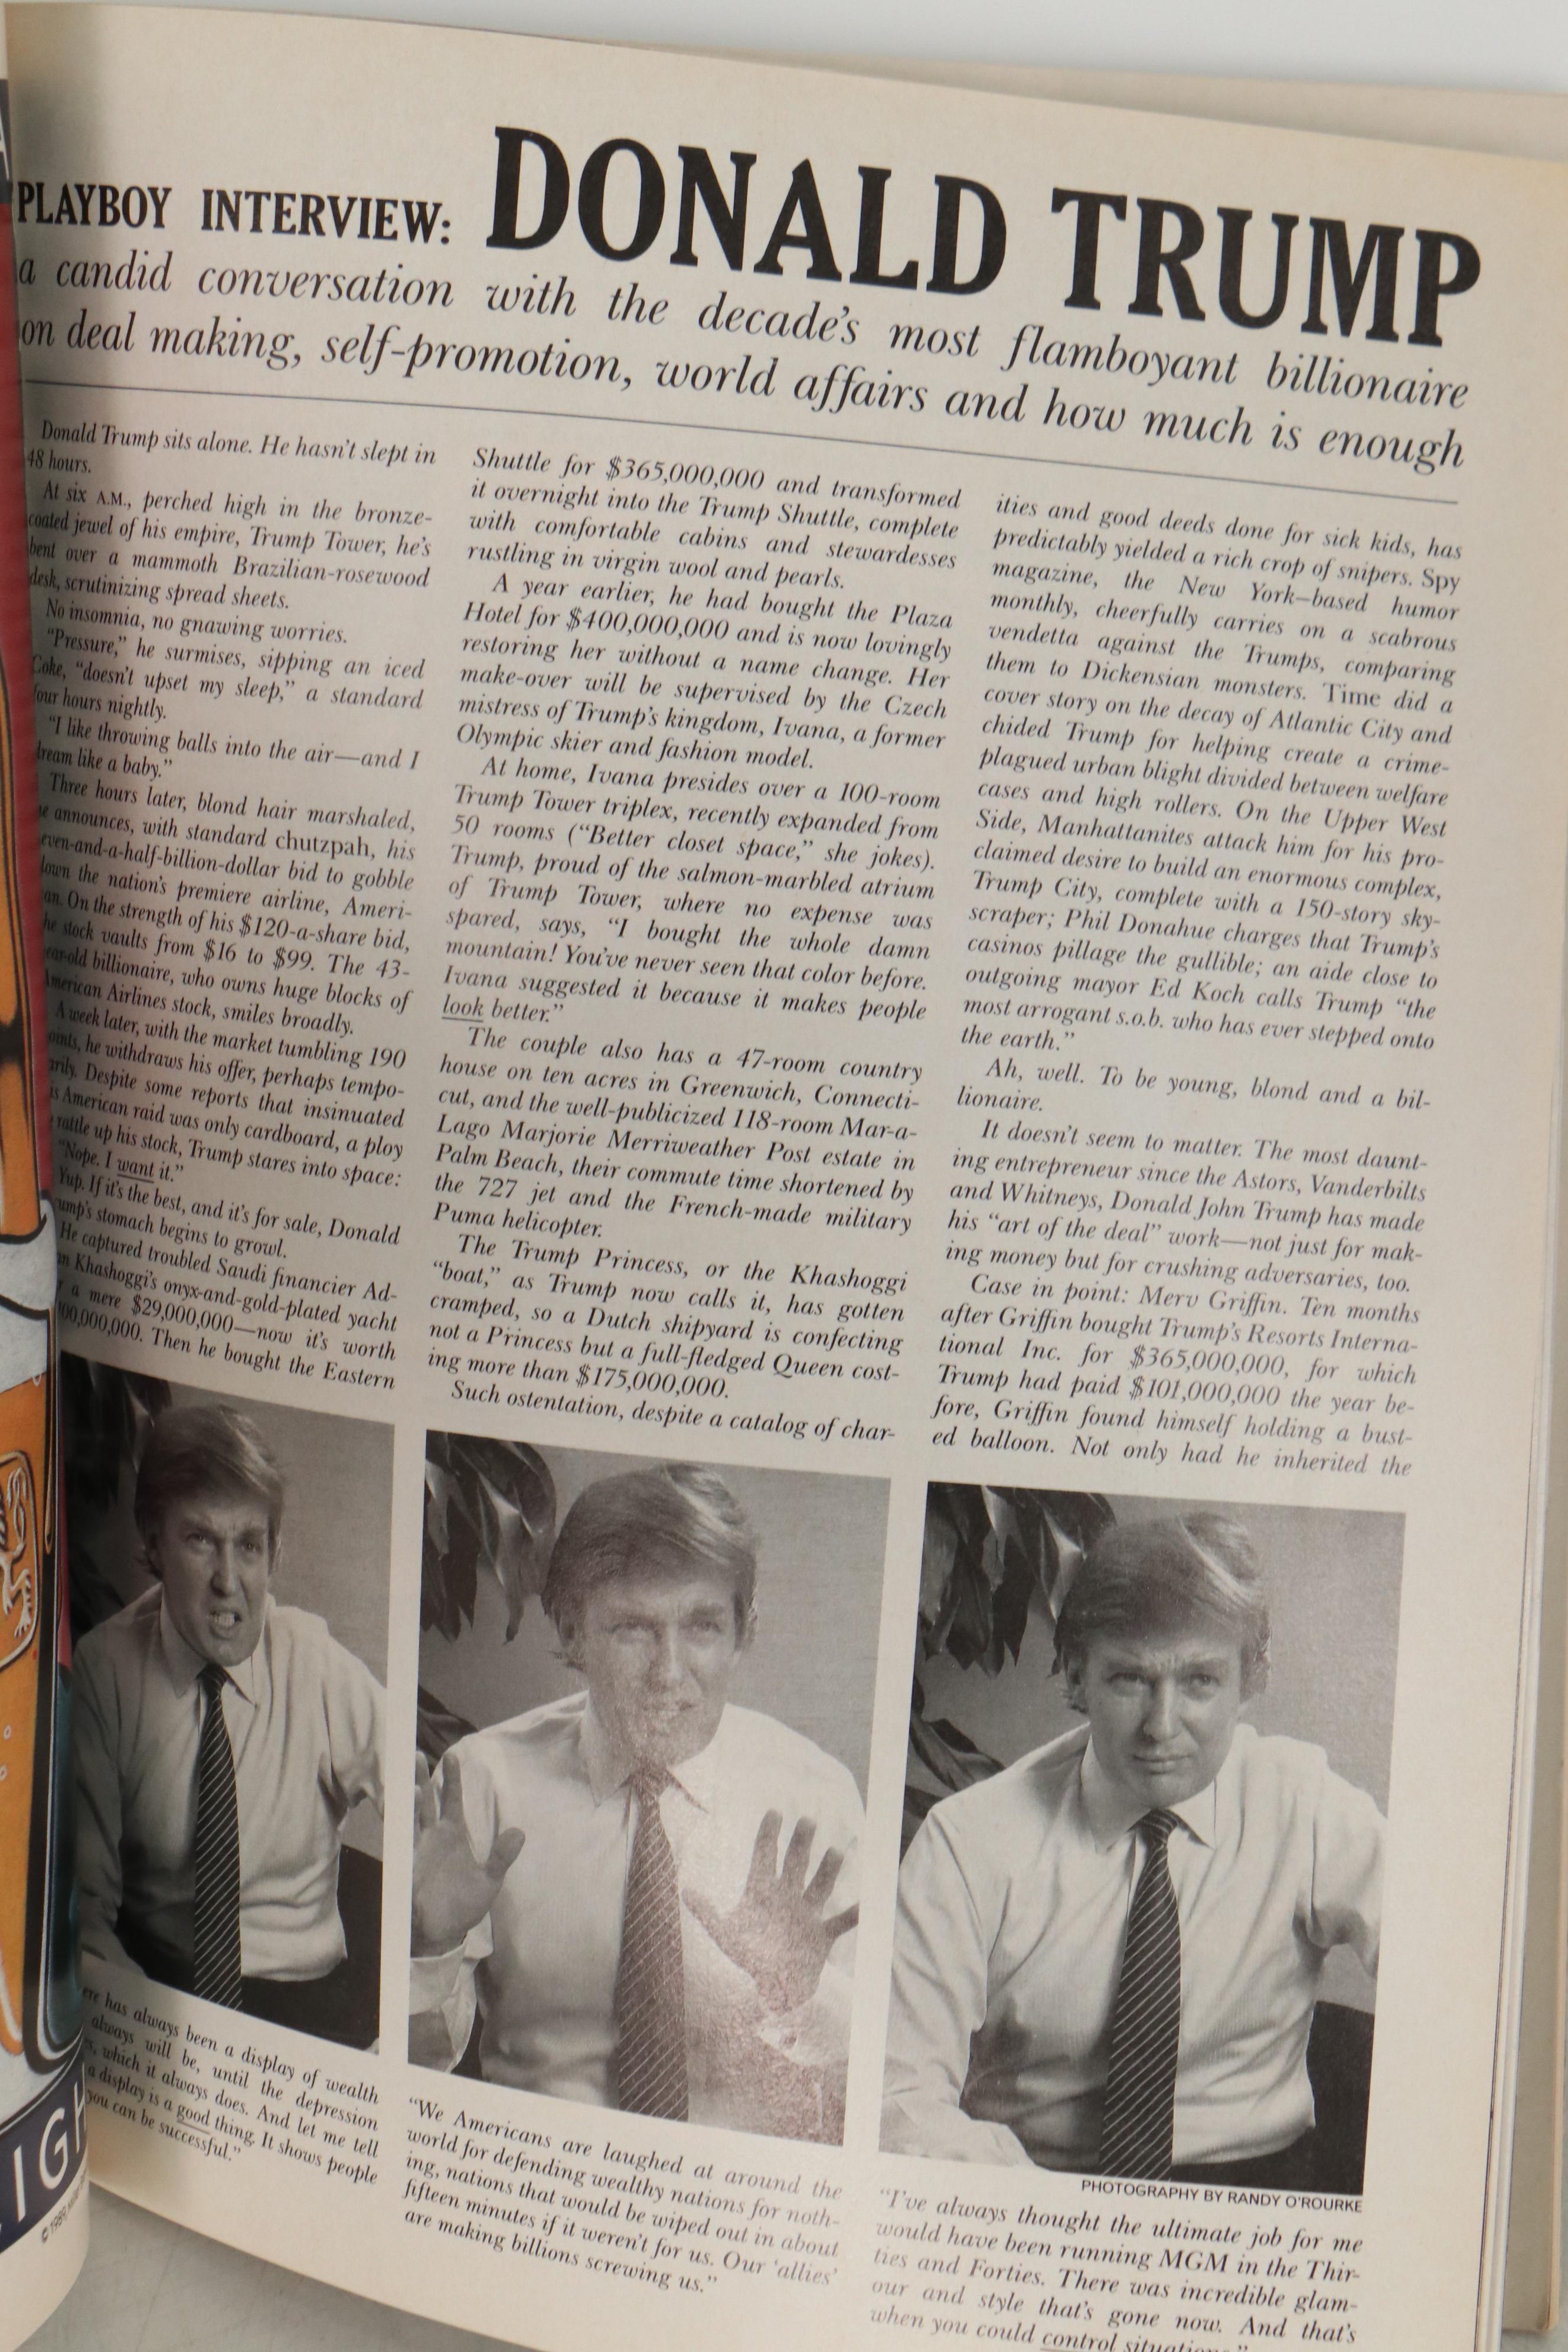 PLAYBOY INTERVIEW: DONALD TRUMP
a candid conversation with the decade's most flamboyant billionaire
on deal making, self-promotion, world affairs and how much is enough
Donald Trump sits alone. He hasn't slept in
48 hours.
At six A.M., perched high in the bronze-
coated jewel of his empire, Trump Tower, he's
bent over a mammoth Brazilian-rosewood
desk, scrutinizing spread sheets.
No insomnia, no gnawing worries.
"Pressure," he surmises, sipping an iced
Coke, "doesn't upset my sleep," a standard
four hours nightly.
"I like throwing balls into the air—and I
dream like a baby."
Three hours later, blond hair marshaled,
he announces, with standard chutzpah, his
even-and-a-half-billion-dollar bid to gobble
down the nation's premiere airline, Ameri-
an. On the strength of his $120-a-share bid,
he stock vaults from $16 to $99. The 43-
ear-old billionaire, who owns huge blocks of
American Airlines stock, smiles broadly.
A week later, with the market tumbling 190
oints, he withdraws his offer, perhaps tempo-
arily. Despite some reports that insinuated
is American raid was only cardboard, a ploy
rattle up his stock, Trump stares into space:
"Nope. I want it."
Yup. If it's the best, and it's for sale, Donald
ump's stomach begins to growl.
He captured troubled Saudi financier Ad-
n Khashoggi's onyx-and-gold-plated yacht
r a mere $29,000,000—now it's worth
00,000,000. Then he bought the Eastern
Shuttle for $365,000,000 and transformed
it overnight into the Trump Shuttle, complete
with comfortable cabins and stewardesses
rustling in virgin wool and pearls.
A year earlier, he had bought the Plaza
Hotel for $400,000,000 and is now lovingly
restoring her without a name change. Her
make-over will be supervised by the Czech
mistress of Trump's kingdom, Ivana, a former
Olympic skier and fashion model.
At home, Ivana presides over a 100-room
Trump Tower triplex, recently expanded from
50 rooms ("Better closet space," she jokes).
Trump, proud of the salmon-marbled atrium
of Trump Tower, where no expense was
spared, says, "I bought the whole damn
mountain! You've never seen that color before.
Ivana suggested it because it makes people
look better."
The couple also has a 47-room country
house on ten acres in Greenwich, Connecti-
cut, and the well-publicized 118-room Mar-a-
Lago Marjorie Merriweather Post estate in
Palm Beach, their commute time shortened by
the 727 jet and the French-made military
Puma helicopter.
The Trump Princess, or the Khashoggi
"boat," as Trump now calls it, has gotten
cramped, so a Dutch shipyard is confecting
not a Princess but a full-fledged Queen cost-
ing more than $175,000,000.
Such ostentation, despite a catalog of char-
ities and good deeds done for sick kids, has
predictably yielded a rich crop of snipers. Spy
magazine, the New York–based humor
monthly, cheerfully carries on a scabrous
vendetta against the Trumps, comparing
them to Dickensian monsters. Time did a
cover story on the decay of Atlantic City and
chided Trump for helping create a crime-
plagued urban blight divided between welfare
cases and high rollers. On the Upper West
Side, Manhattanites attack him for his pro-
claimed desire to build an enormous complex,
Trump City, complete with a 150-story sky-
scraper; Phil Donahue charges that Trump's
casinos pillage the gullible; an aide close to
outgoing mayor Ed Koch calls Trump "the
most arrogant s.o.b. who has ever stepped onto
the earth."
Ah, well. To be young, blond and a bil-
lionaire.
It doesn't seem to matter. The most daunt-
ing entrepreneur since the Astors, Vanderbilts
and Whitneys, Donald John Trump has made
his "art of the deal" work—not just for mak-
ing money but for crushing adversaries, too.
Case in point: Merv Griffin. Ten months
after Griffin bought Trump's Resorts Interna-
tional Inc. for $365,000,000, for which
Trump had paid $101,000,000 the year be-
fore, Griffin found himself holding a bust-
ed balloon. Not only had he inherited the
ere has always been a display of wealth
always will be, until the depression
which it always does. And let me tell
a display is a good thing. It shows people
you can be successful."
"We Americans are laughed at around the
world for defending wealthy nations for noth-
ing, nations that would be wiped out in about
fifteen minutes if it weren't for us. Our 'allies'
are making billions screwing us."
PHOTOGRAPHY BY RANDY O'ROURKE
"I've always thought the ultimate job for me
would have been running MGM in the Thir-
ties and Forties. There was incredible glam-
our and style that's gone now. And that's
when you could control situations."
IGH
© 1989